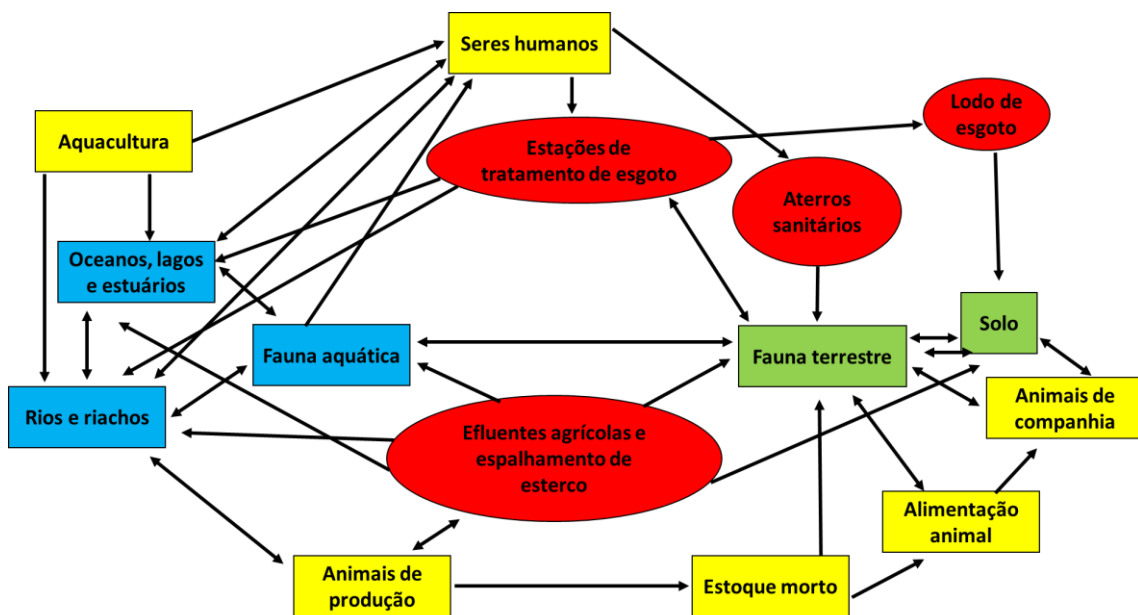 Seres humanos
Lodo de
esgoto
Aquacultura
Estações de
tratamento de esgoto
Aterros
sanitários
Oceanos, lagos
e estuários
Solo
Fauna aquática
Fauna terrestre
Rios e riachos
Animais de
companhia
Efluentes agrícolas e
espalhamento de
esterco
Alimentação
animal
Animais de
produção
Estoque morto